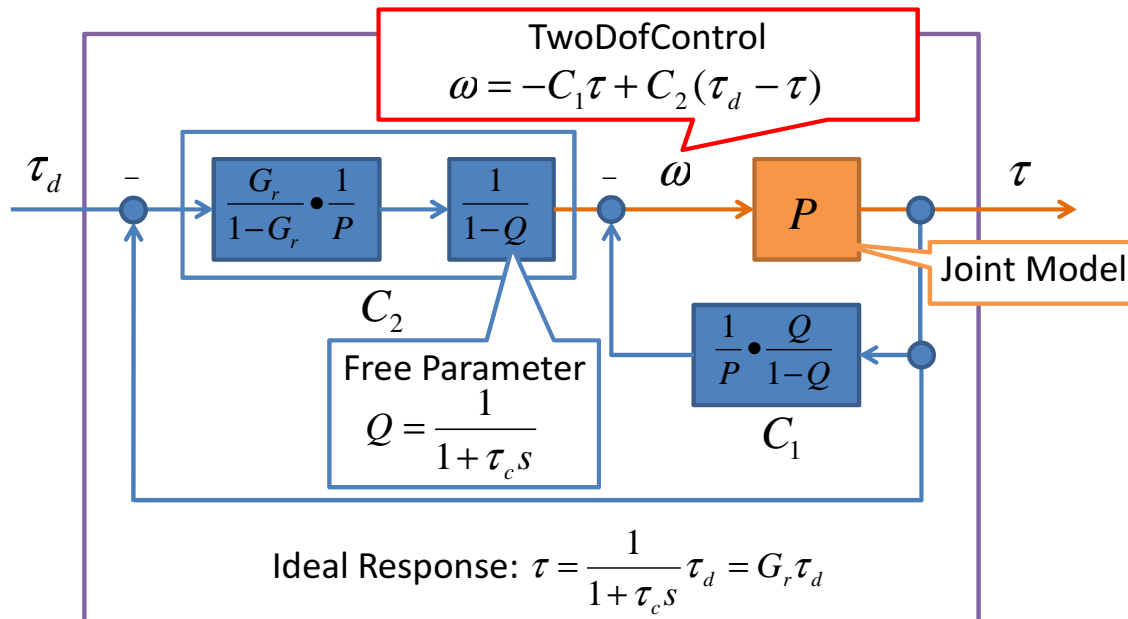 TwoDofControl
ω = −C₁τ + C₂(τ_d − τ)
τ_d
−
G_r/(1−G_r) • 1/P
1/(1−Q)
−
ω
P
τ
Joint Model
C₂
Free Parameter
Q = 1/(1+τ_c s)
1/P • Q/(1−Q)
C₁
Ideal Response: τ = 1/(1+τ_c s) τ_d = G_r τ_d